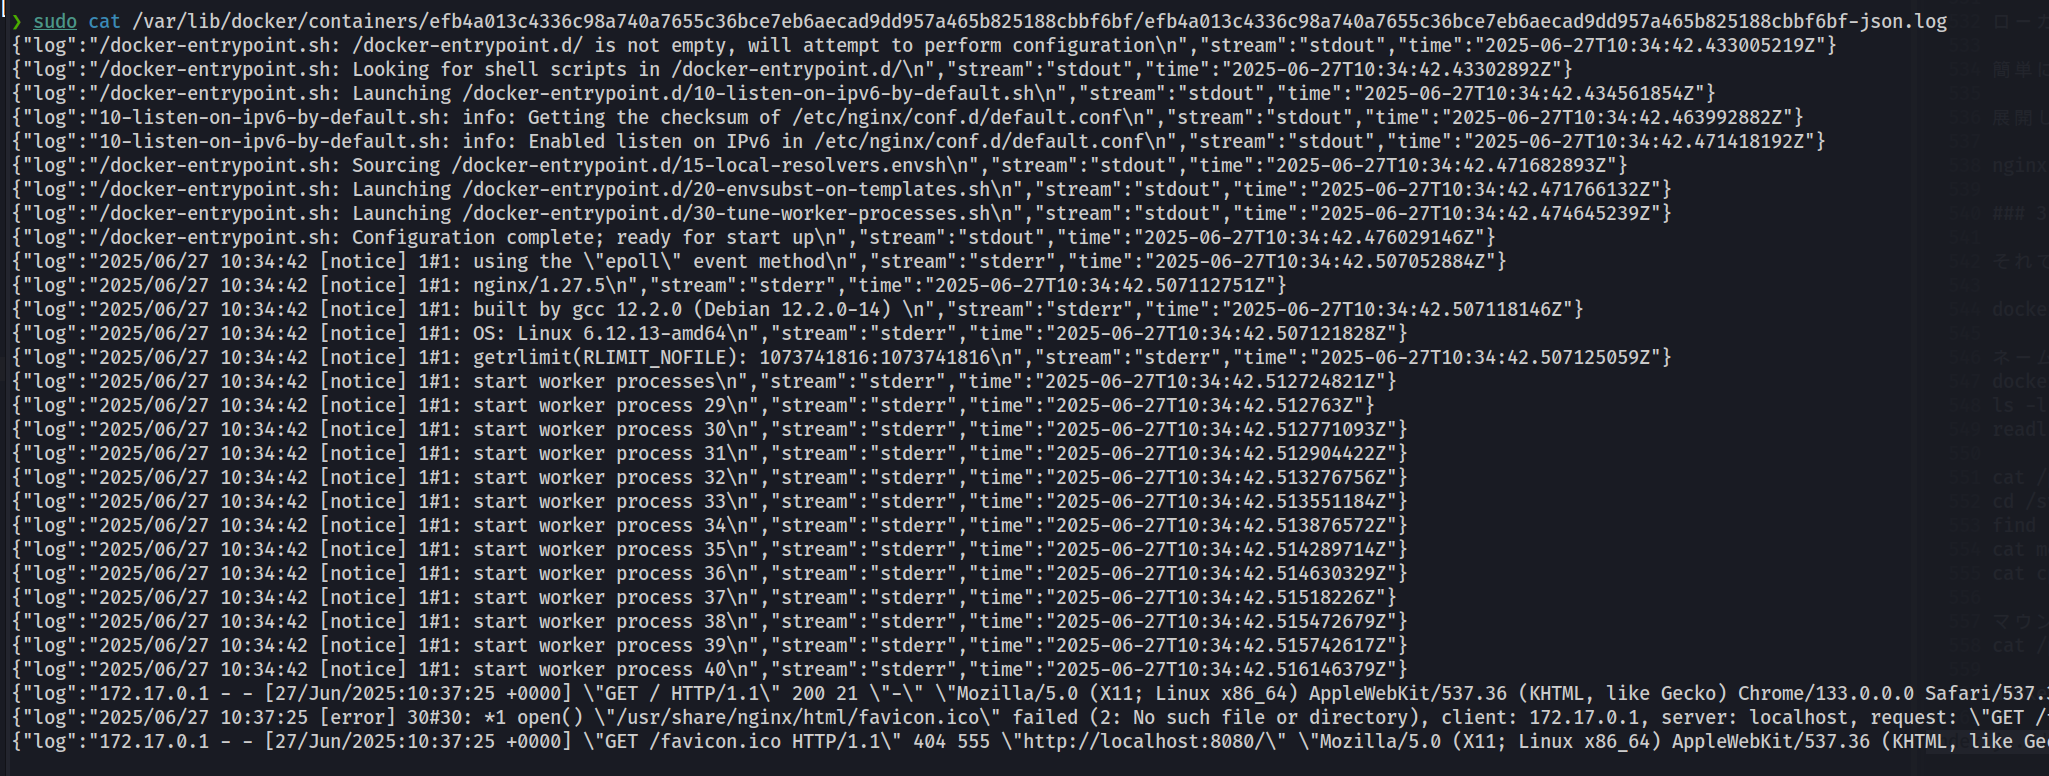 ❯ sudo cat /var/lib/docker/containers/efb4a013c4336c98a740a7655c36bce7eb6aecad9dd957a465b825188cbbf6bf/efb4a013c4336c98a740a7655c36bce7eb6aecad9dd957a465b825188cbbf6bf-json.log
{"log":"/docker-entrypoint.sh: /docker-entrypoint.d/ is not empty, will attempt to perform configuration\n","stream":"stdout","time":"2025-06-27T10:34:42.433005219Z"}
{"log":"/docker-entrypoint.sh: Looking for shell scripts in /docker-entrypoint.d/\n","stream":"stdout","time":"2025-06-27T10:34:42.43302892Z"}
{"log":"/docker-entrypoint.sh: Launching /docker-entrypoint.d/10-listen-on-ipv6-by-default.sh\n","stream":"stdout","time":"2025-06-27T10:34:42.434561854Z"}
{"log":"10-listen-on-ipv6-by-default.sh: info: Getting the checksum of /etc/nginx/conf.d/default.conf\n","stream":"stdout","time":"2025-06-27T10:34:42.463992882Z"}
{"log":"10-listen-on-ipv6-by-default.sh: info: Enabled listen on IPv6 in /etc/nginx/conf.d/default.conf\n","stream":"stdout","time":"2025-06-27T10:34:42.471418192Z"}
{"log":"/docker-entrypoint.sh: Sourcing /docker-entrypoint.d/15-local-resolvers.envsh\n","stream":"stdout","time":"2025-06-27T10:34:42.471682893Z"}
{"log":"/docker-entrypoint.sh: Launching /docker-entrypoint.d/20-envsubst-on-templates.sh\n","stream":"stdout","time":"2025-06-27T10:34:42.471766132Z"}
{"log":"/docker-entrypoint.sh: Launching /docker-entrypoint.d/30-tune-worker-processes.sh\n","stream":"stdout","time":"2025-06-27T10:34:42.474645239Z"}
{"log":"/docker-entrypoint.sh: Configuration complete; ready for start up\n","stream":"stdout","time":"2025-06-27T10:34:42.476029146Z"}
{"log":"2025/06/27 10:34:42 [notice] 1#1: using the \"epoll\" event method\n","stream":"stderr","time":"2025-06-27T10:34:42.507052884Z"}
{"log":"2025/06/27 10:34:42 [notice] 1#1: nginx/1.27.5\n","stream":"stderr","time":"2025-06-27T10:34:42.507112751Z"}
{"log":"2025/06/27 10:34:42 [notice] 1#1: built by gcc 12.2.0 (Debian 12.2.0-14) \n","stream":"stderr","time":"2025-06-27T10:34:42.507118146Z"}
{"log":"2025/06/27 10:34:42 [notice] 1#1: OS: Linux 6.12.13-amd64\n","stream":"stderr","time":"2025-06-27T10:34:42.507121828Z"}
{"log":"2025/06/27 10:34:42 [notice] 1#1: getrlimit(RLIMIT_NOFILE): 1073741816:1073741816\n","stream":"stderr","time":"2025-06-27T10:34:42.507125059Z"}
{"log":"2025/06/27 10:34:42 [notice] 1#1: start worker processes\n","stream":"stderr","time":"2025-06-27T10:34:42.512724821Z"}
{"log":"2025/06/27 10:34:42 [notice] 1#1: start worker process 29\n","stream":"stderr","time":"2025-06-27T10:34:42.512763Z"}
{"log":"2025/06/27 10:34:42 [notice] 1#1: start worker process 30\n","stream":"stderr","time":"2025-06-27T10:34:42.512771093Z"}
{"log":"2025/06/27 10:34:42 [notice] 1#1: start worker process 31\n","stream":"stderr","time":"2025-06-27T10:34:42.512904422Z"}
{"log":"2025/06/27 10:34:42 [notice] 1#1: start worker process 32\n","stream":"stderr","time":"2025-06-27T10:34:42.513276756Z"}
{"log":"2025/06/27 10:34:42 [notice] 1#1: start worker process 33\n","stream":"stderr","time":"2025-06-27T10:34:42.513551184Z"}
{"log":"2025/06/27 10:34:42 [notice] 1#1: start worker process 34\n","stream":"stderr","time":"2025-06-27T10:34:42.513876572Z"}
{"log":"2025/06/27 10:34:42 [notice] 1#1: start worker process 35\n","stream":"stderr","time":"2025-06-27T10:34:42.514289714Z"}
{"log":"2025/06/27 10:34:42 [notice] 1#1: start worker process 36\n","stream":"stderr","time":"2025-06-27T10:34:42.514630329Z"}
{"log":"2025/06/27 10:34:42 [notice] 1#1: start worker process 37\n","stream":"stderr","time":"2025-06-27T10:34:42.51518226Z"}
{"log":"2025/06/27 10:34:42 [notice] 1#1: start worker process 38\n","stream":"stderr","time":"2025-06-27T10:34:42.515472679Z"}
{"log":"2025/06/27 10:34:42 [notice] 1#1: start worker process 39\n","stream":"stderr","time":"2025-06-27T10:34:42.515742617Z"}
{"log":"2025/06/27 10:34:42 [notice] 1#1: start worker process 40\n","stream":"stderr","time":"2025-06-27T10:34:42.516146379Z"}
{"log":"172.17.0.1 - - [27/Jun/2025:10:37:25 +0000] \"GET / HTTP/1.1\" 200 21 \"-\" \"Mozilla/5.0 (X11; Linux x86_64) AppleWebKit/537.36 (KHTML, like Gecko) Chrome/133.0.0.0 Safari/537.
{"log":"2025/06/27 10:37:25 [error] 30#30: *1 open() \"/usr/share/nginx/html/favicon.ico\" failed (2: No such file or directory), client: 172.17.0.1, server: localhost, request: \"GET /
{"log":"172.17.0.1 - - [27/Jun/2025:10:37:25 +0000] \"GET /favicon.ico HTTP/1.1\" 404 555 \"http://localhost:8080/\" \"Mozilla/5.0 (X11; Linux x86_64) AppleWebKit/537.36 (KHTML, like Ge